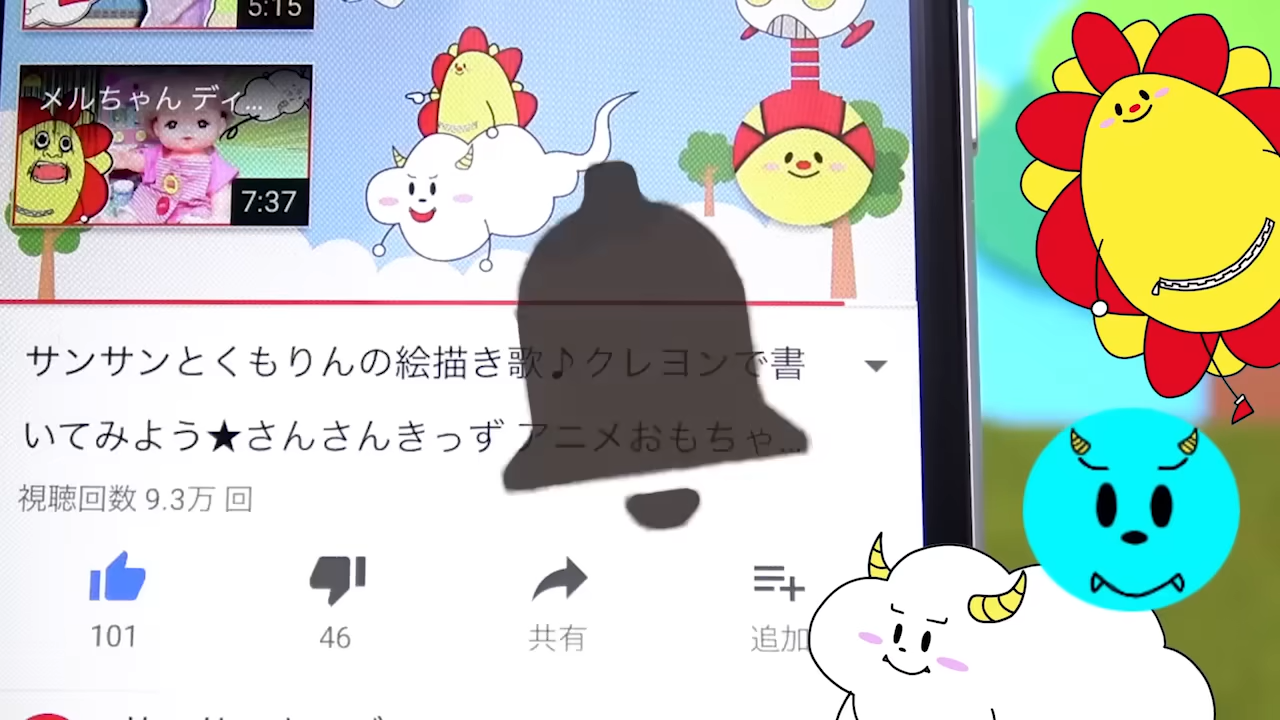 5:15
メルちゃん ディ...
7:37
サンサンとくもりんの絵描き歌♪クレヨンで書
いてみよう★さんさんきっず アニメおもちゃ...
視聴回数 9.3万 回
101
46
共有
追加